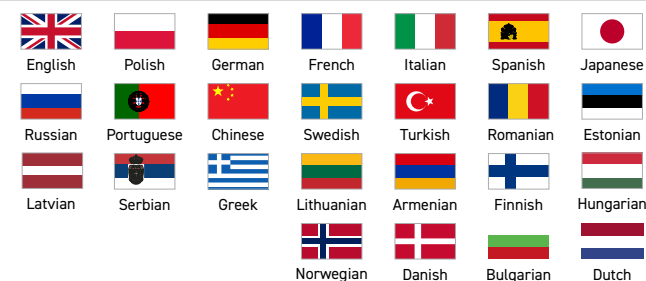 English Polish German French Italian Spanish Japanese
Russian Portuguese Chinese Swedish Turkish Romanian Estonian
Latvian Serbian Greek Lithuanian Armenian Finnish Hungarian
Norwegian Danish Bulgarian Dutch